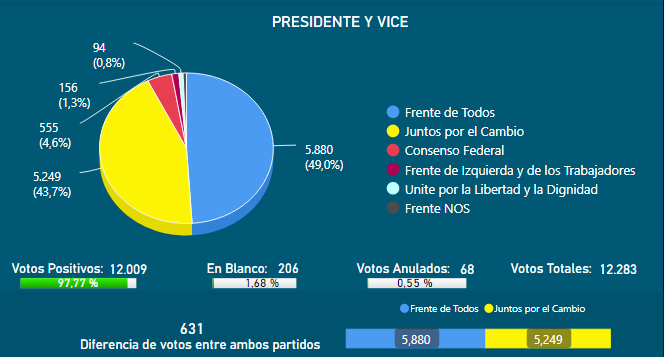 PRESIDENTE Y VICE
94
(0,8%)
156
(1,3%)
555
(4,6%)
5.249
(43,7%)
5.880
(49,0%)
Frente de Todos
Juntos por el Cambio
Consenso Federal
Frente de Izquierda y de los Trabajadores
Unite por la Libertad y la Dignidad
Frente NOS
Votos Positivos: 12.009
97,77 %
En Blanco: 206
1,68 %
Votos Anulados: 68
0,55 %
Votos Totales: 12.283
631
Diferencia de votos entre ambos partidos
Frente de Todos Juntos por el Cambio
5,880 5,249